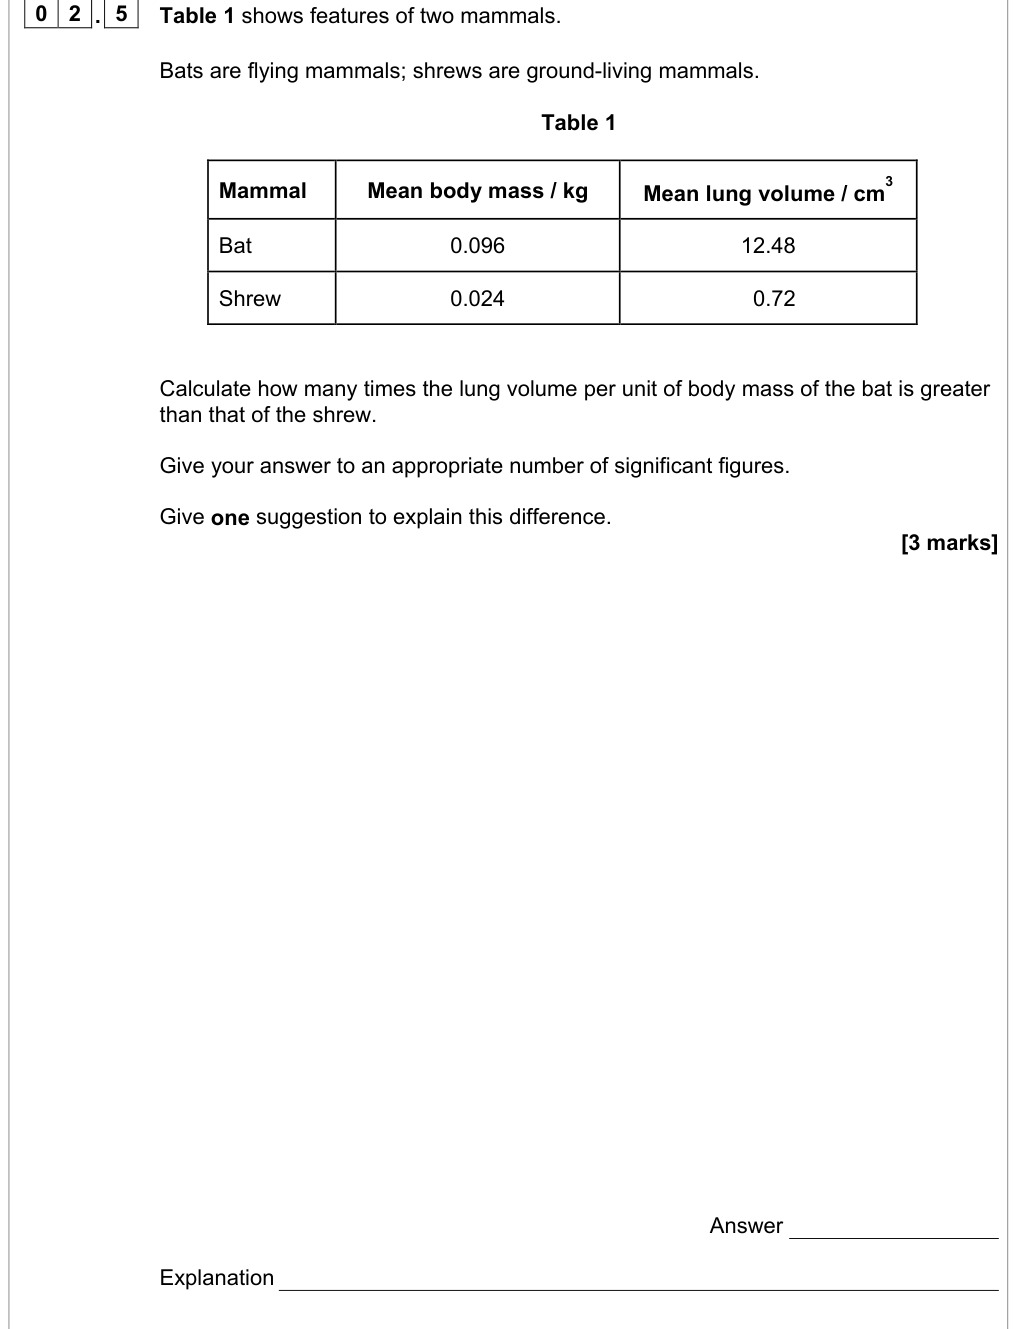 0 2 . 5 Table 1 shows features of two mammals.
Bats are flying mammals; shrews are ground-living mammals.
Table 1
Mammal Mean body mass / kg Mean lung volume / cm³
Bat 0.096 12.48
Shrew 0.024 0.72
Calculate how many times the lung volume per unit of body mass of the bat is greater
than that of the shrew.
Give your answer to an appropriate number of significant figures.
Give one suggestion to explain this difference.
[3 marks]
Answer
Explanation